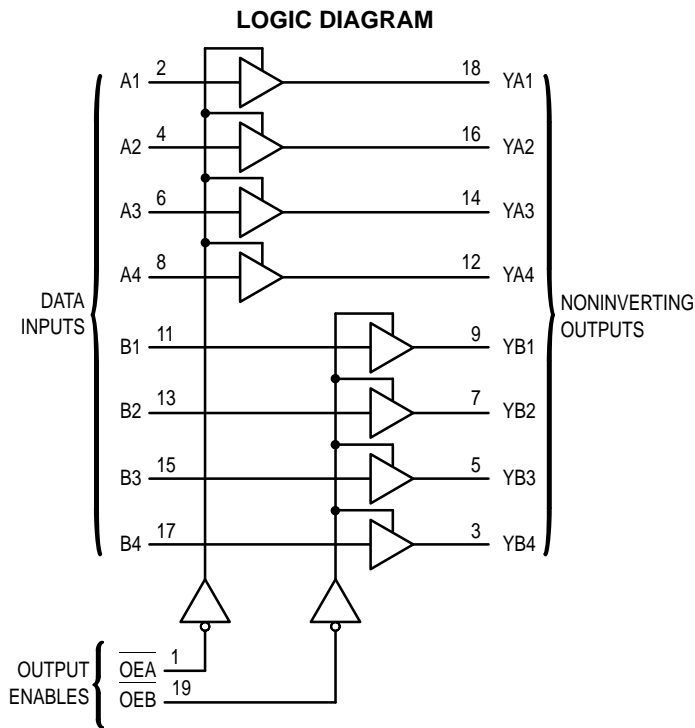 LOGIC DIAGRAM
A1 2 18 YA1
A2 4 16 YA2
A3 6 14 YA3
A4 8 12 YA4
DATA
INPUTS
NONINVERTING
OUTPUTS
B1 11 9 YB1
B2 13 7 YB2
B3 15 5 YB3
B4 17 3 YB4
OUTPUT
ENABLES
OEA 1
OEB 19